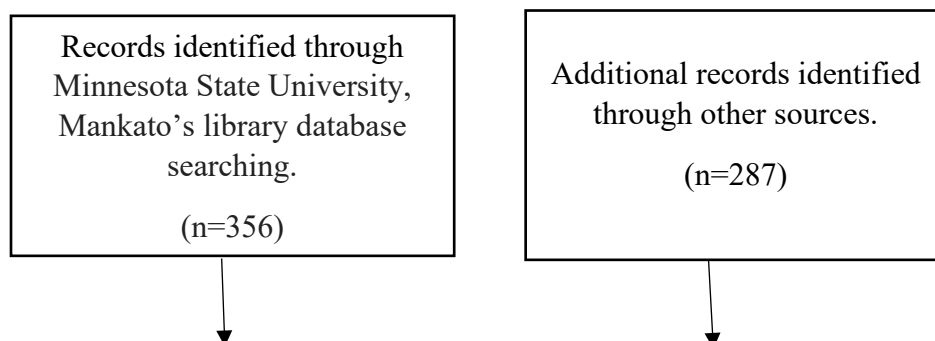 Records identified through
Minnesota State University,
Mankato’s library database
searching.
(n=356)
Additional records identified
through other sources.
(n=287)